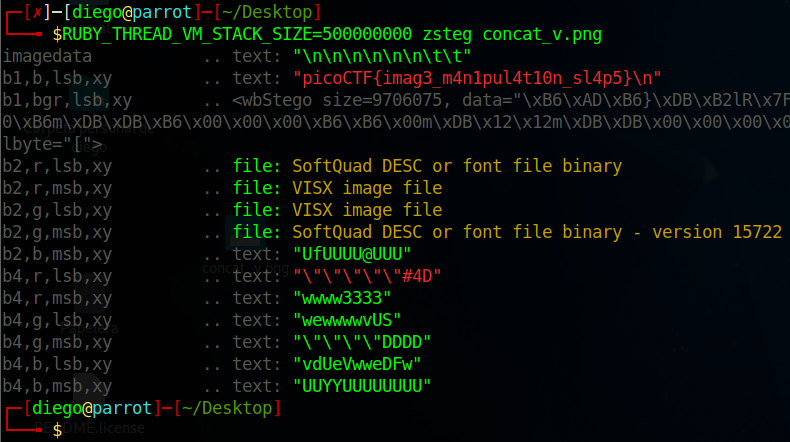 ┌─[✗]─[diego@parrot]─[~/Desktop]
└──╼ $RUBY_THREAD_VM_STACK_SIZE=500000000 zsteg concat_v.png
imagedata           .. text: "\n\n\n\n\n\n\t\t"
b1,b,lsb,xy         .. text: "picoCTF{imag3_m4n1pul4t10n_sl4p5}\n"
b1,bgr,lsb,xy       .. <wbStego size=9706075, data="\xB6\xAD\xB6}\xDB\xB2lR\x7F
0\xB6m\xDB\xDB\xB6\x00\x00\x00\xB6\xB6\x00m\xDB\x12\x12m\xDB\xDB\x00\x00\x00\x0
lbyte="[">
b2,r,lsb,xy         .. file: SoftQuad DESC or font file binary
b2,r,msb,xy         .. file: VISX image file
b2,g,lsb,xy         .. file: VISX image file
b2,g,msb,xy         .. file: SoftQuad DESC or font file binary - version 15722
b2,b,msb,xy         .. text: "UfUUUU@UUU"
b4,r,lsb,xy         .. text: "\"\"\"\"\"#4D"
b4,r,msb,xy         .. text: "wwww3333"
b4,g,lsb,xy         .. text: "wewwwwvUS"
b4,g,msb,xy         .. text: "\"\"\"\"DDDD"
b4,b,lsb,xy         .. text: "vdUeVwweDFw"
b4,b,msb,xy         .. text: "UUYYUUUUUUUU"
┌─[diego@parrot]─[~/Desktop]
└──╼ $
concat_v.png
Papelera
README.license